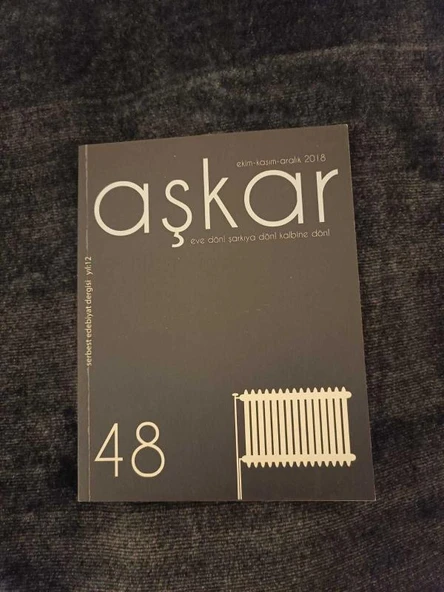 ekim-kasım-aralık 2018
aşkar
eve dön! şarkıya dön! kalbine dön!
serbest edebiyat dergisi yıl:12
48